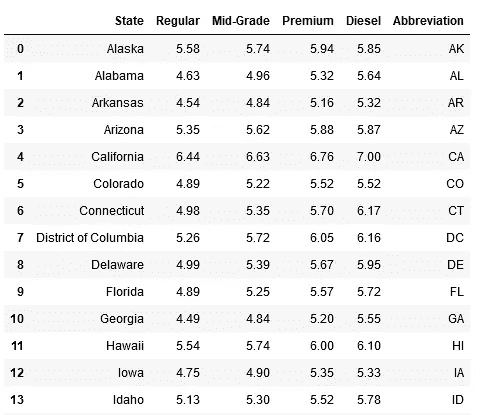 State Regular Mid-Grade Premium Diesel Abbreviation
0 Alaska 5.58 5.74 5.94 5.85 AK
1 Alabama 4.63 4.96 5.32 5.64 AL
2 Arkansas 4.54 4.84 5.16 5.32 AR
3 Arizona 5.35 5.62 5.88 5.87 AZ
4 California 6.44 6.63 6.76 7.00 CA
5 Colorado 4.89 5.22 5.52 5.52 CO
6 Connecticut 4.98 5.35 5.70 6.17 CT
7 District of Columbia 5.26 5.72 6.05 6.16 DC
8 Delaware 4.99 5.39 5.67 5.95 DE
9 Florida 4.89 5.25 5.57 5.72 FL
10 Georgia 4.49 4.84 5.20 5.55 GA
11 Hawaii 5.54 5.74 6.00 6.10 HI
12 Iowa 4.75 4.90 5.35 5.33 IA
13 Idaho 5.13 5.30 5.52 5.78 ID